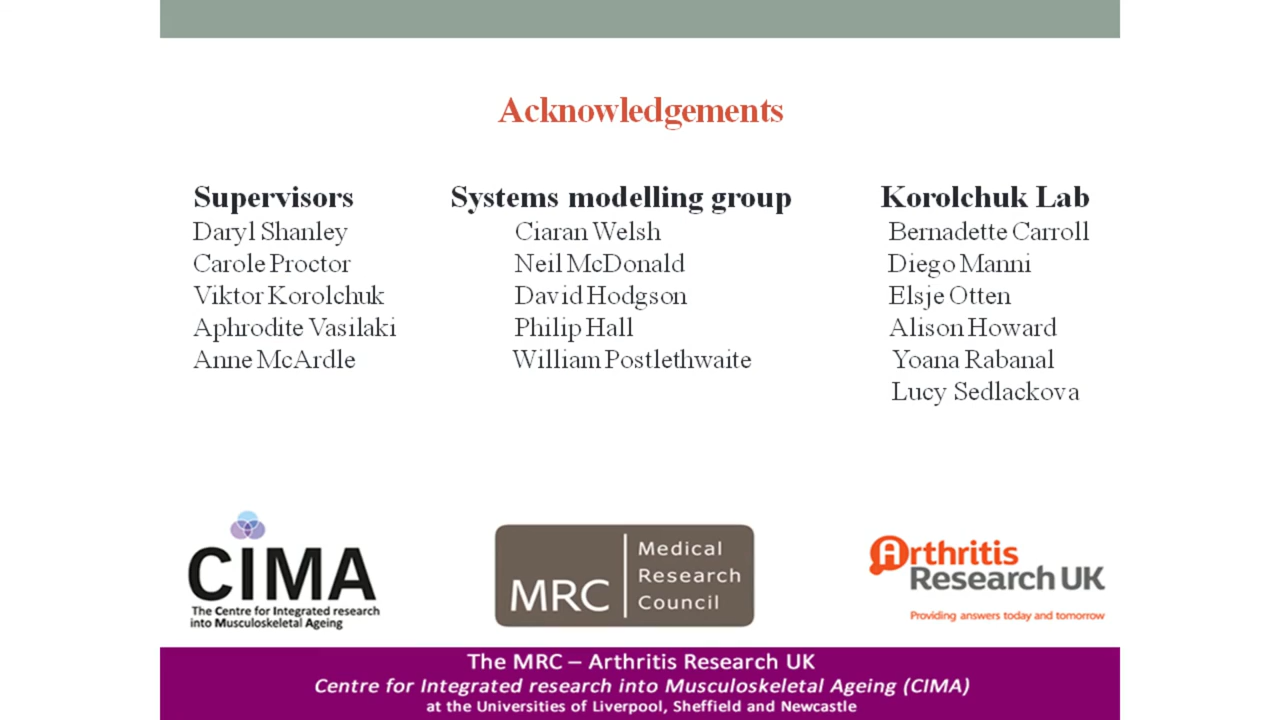 Acknowledgements
Supervisors
Daryl Shanley
Carole Proctor
Viktor Korolchuk
Aphrodite Vasilaki
Anne McArdle
Systems modelling group
Ciaran Welsh
Neil McDonald
David Hodgson
Philip Hall
William Postlethwaite
Korolchuk Lab
Bernadette Carroll
Diego Manni
Elsje Otten
Alison Howard
Yoana Rabanal
Lucy Sedlackova
CIMA
The Centre for Integrated research
into Musculoskeletal Ageing
MRC
Medical
Research
Council
Arthritis
Research UK
Providing answers today and tomorrow
The MRC – Arthritis Research UK
Centre for Integrated research into Musculoskeletal Ageing (CIMA)
at the Universities of Liverpool, Sheffield and Newcastle